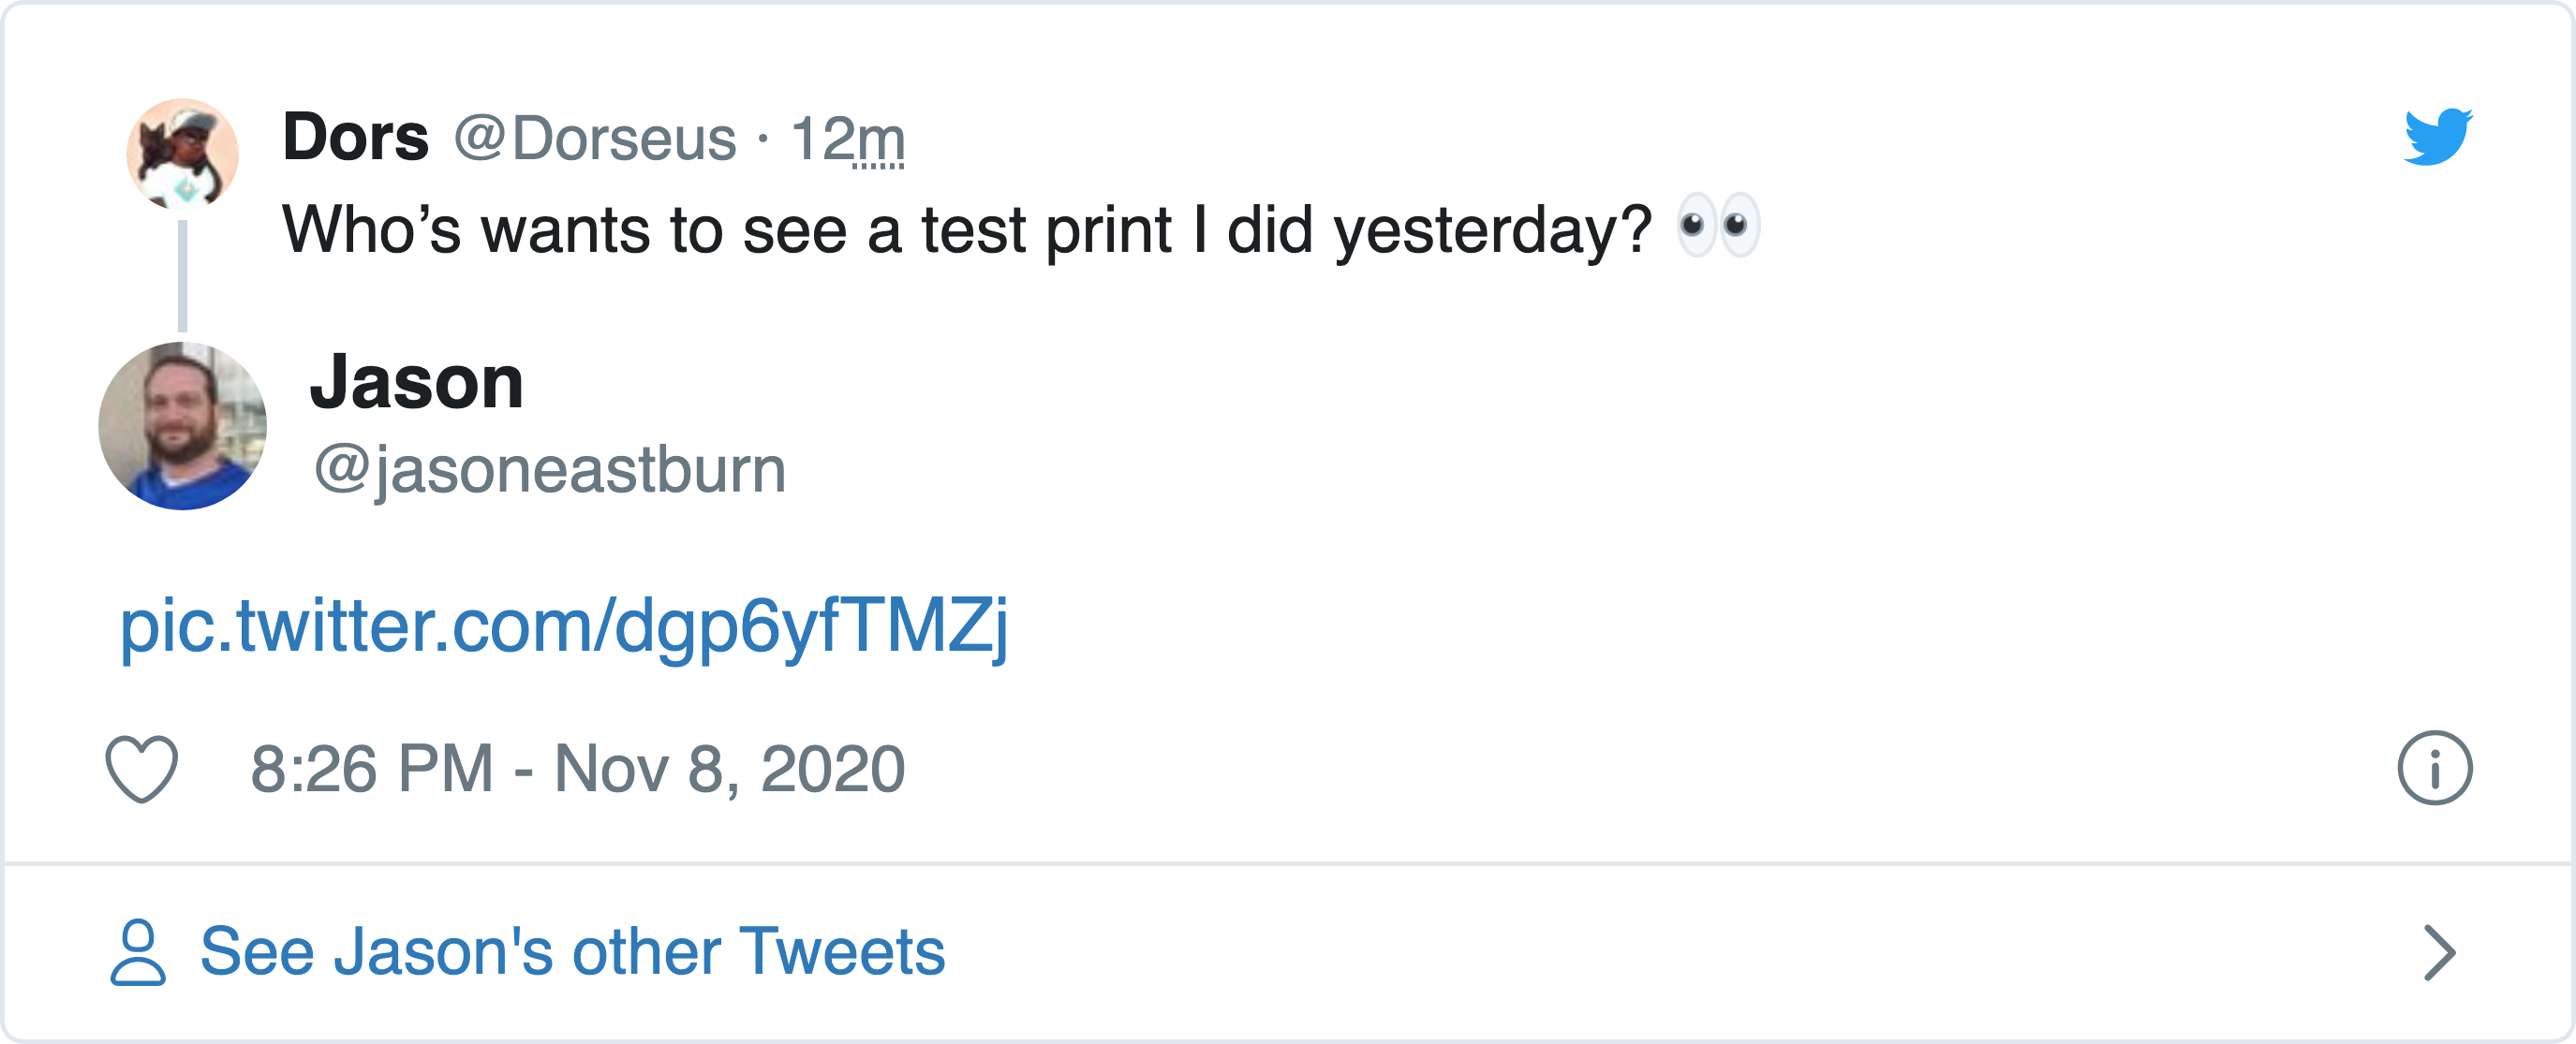 Dors @Dorseus · 12m
Who’s wants to see a test print I did yesterday? 👀
Jason
@jasoneastburn
pic.twitter.com/dgp6yfTMZj
8:26 PM - Nov 8, 2020
See Jason's other Tweets